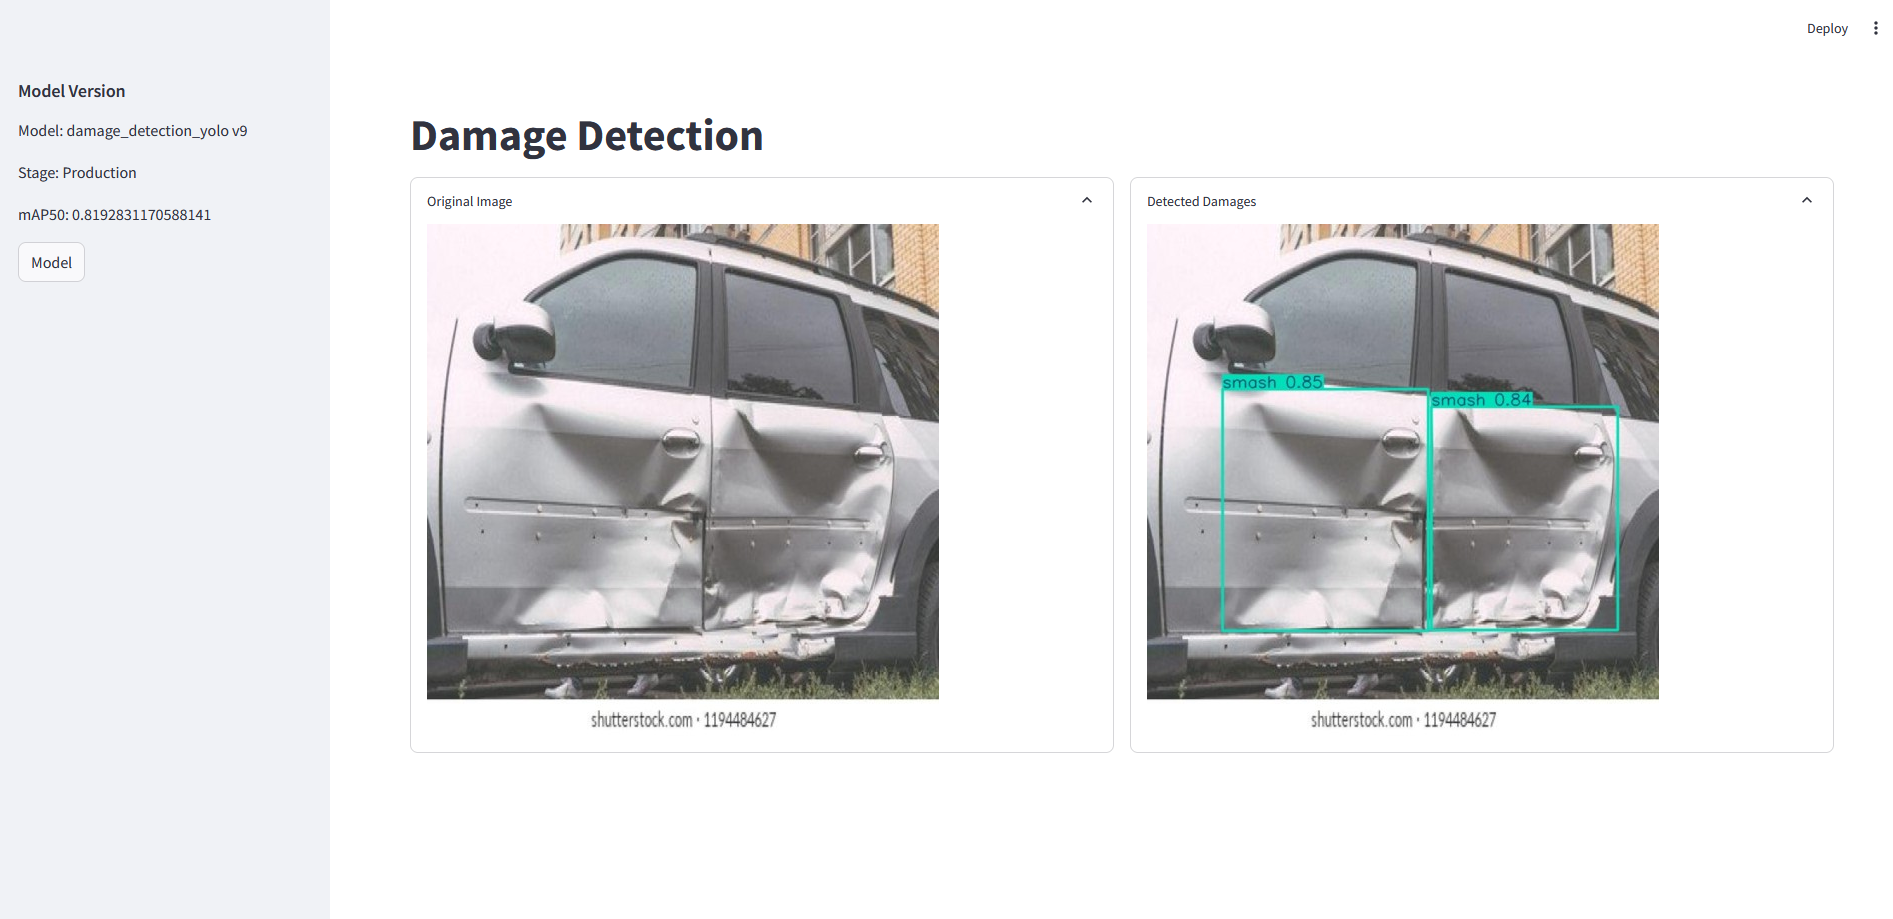 Deploy
Model Version
Model: damage_detection_yolo v9
Stage: Production
mAP50: 0.8192831170588141
Model
Damage Detection
Original Image
shutterstock.com · 1194484627
Detected Damages
smash 0.85
smash 0.84
shutterstock.com · 1194484627